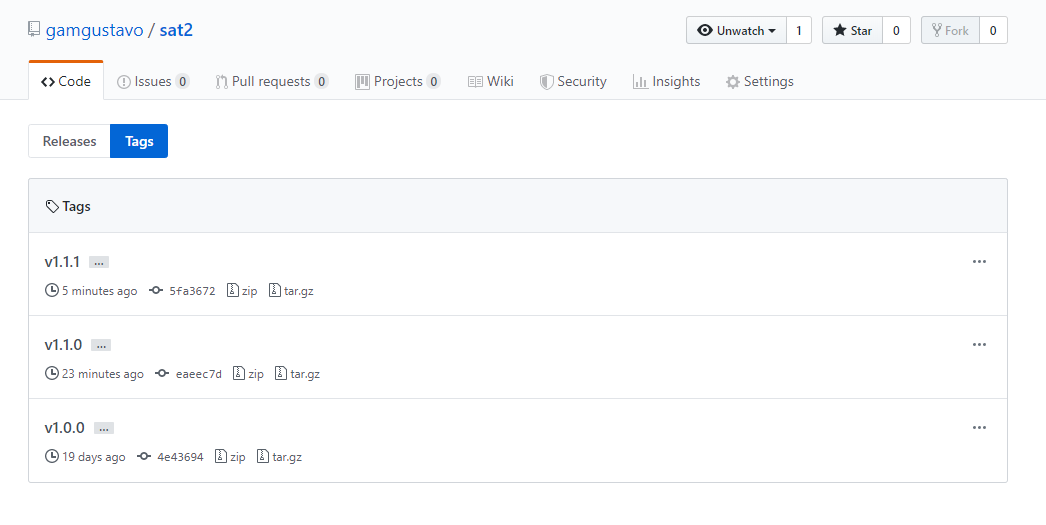 gamgustavo / sat2
Unwatch 1 Star 0 Fork 0
Code Issues 0 Pull requests 0 Projects 0 Wiki Security Insights Settings
Releases Tags
Tags
v1.1.1 ...
5 minutes ago 5fa3672 zip tar.gz
v1.1.0 ...
23 minutes ago eaeec7d zip tar.gz
v1.0.0 ...
19 days ago 4e43694 zip tar.gz